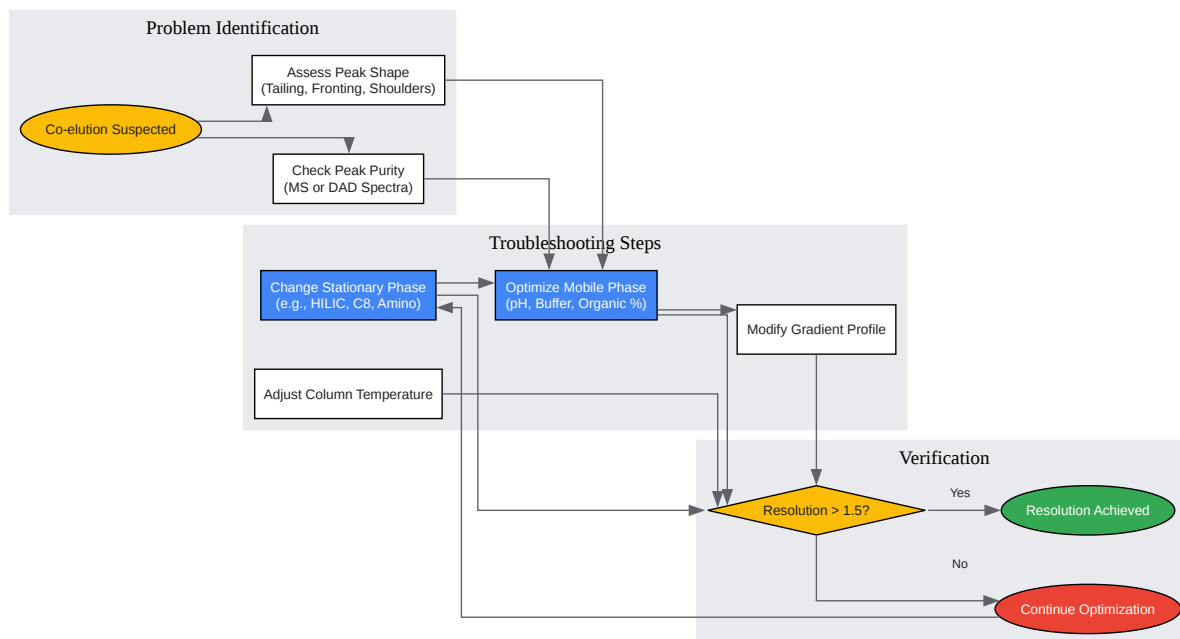 Problem Identification
Assess Peak Shape
(Tailing, Fronting, Shoulders)
Co-elution Suspected
Check Peak Purity
(MS or DAD Spectra)
Troubleshooting Steps
Change Stationary Phase
(e.g., HILIC, C8, Amino)
Optimize Mobile Phase
(pH, Buffer, Organic %)
Modify Gradient Profile
Adjust Column Temperature
Verification
Resolution > 1.5?
Yes
Resolution Achieved
No
Continue Optimization